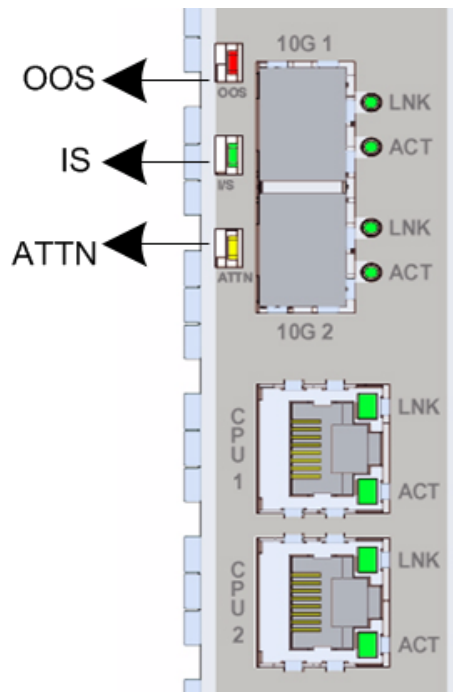 OOS
IS
ATTN
OOS
I/S
ATTN
10G 1
LNK
ACT
LNK
ACT
10G 2
CPU 1
LNK
ACT
CPU 2
LNK
ACT